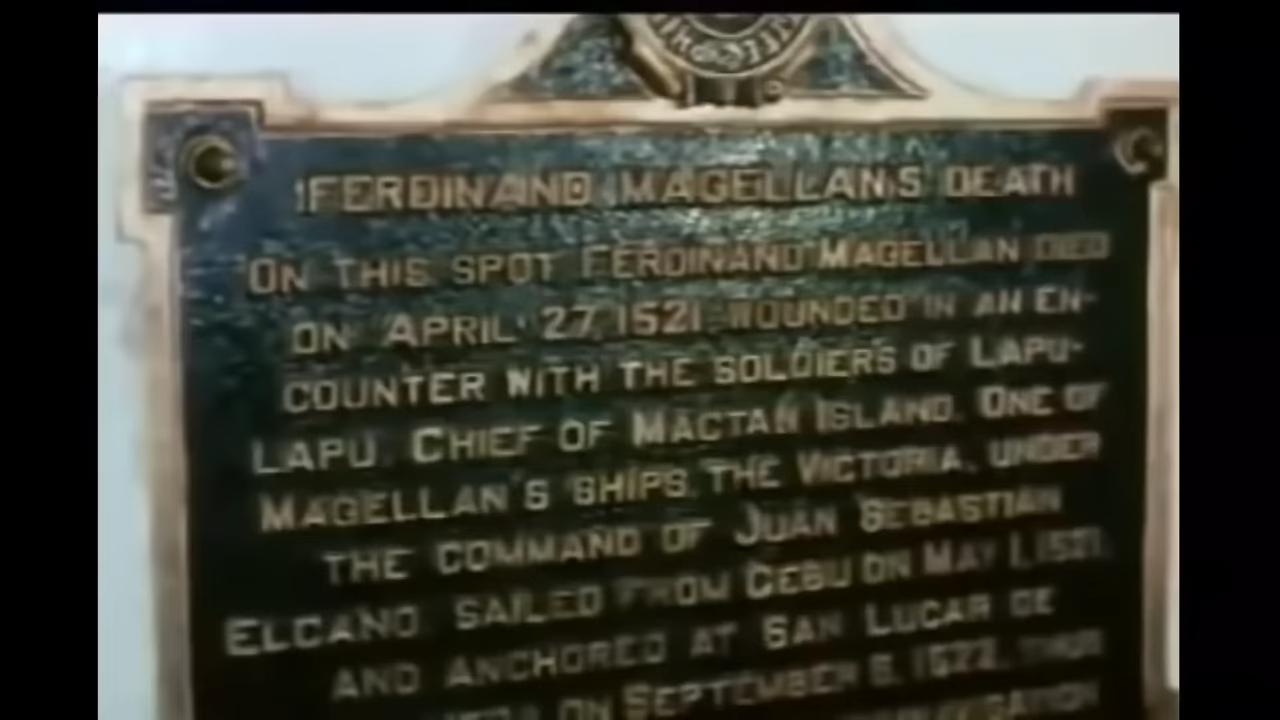 FERDINAND MAGELLAN'S DEATH
ON THIS SPOT FERDINAND MAGELLAN DIED
ON APRIL 27, 1521, WOUNDED IN AN EN-
COUNTER WITH THE SOLDIERS OF LAPU-
LAPU, CHIEF OF MACTAN ISLAND. ONE OF
MAGELLAN'S SHIPS, THE VICTORIA, UNDER
THE COMMAND OF JUAN SEBASTIAN
ELCANO, SAILED FROM CEBU ON MAY 1, 1521,
AND ANCHORED AT SAN LUCAR DE
ON SEPTEMBER 6, 1522, THUS